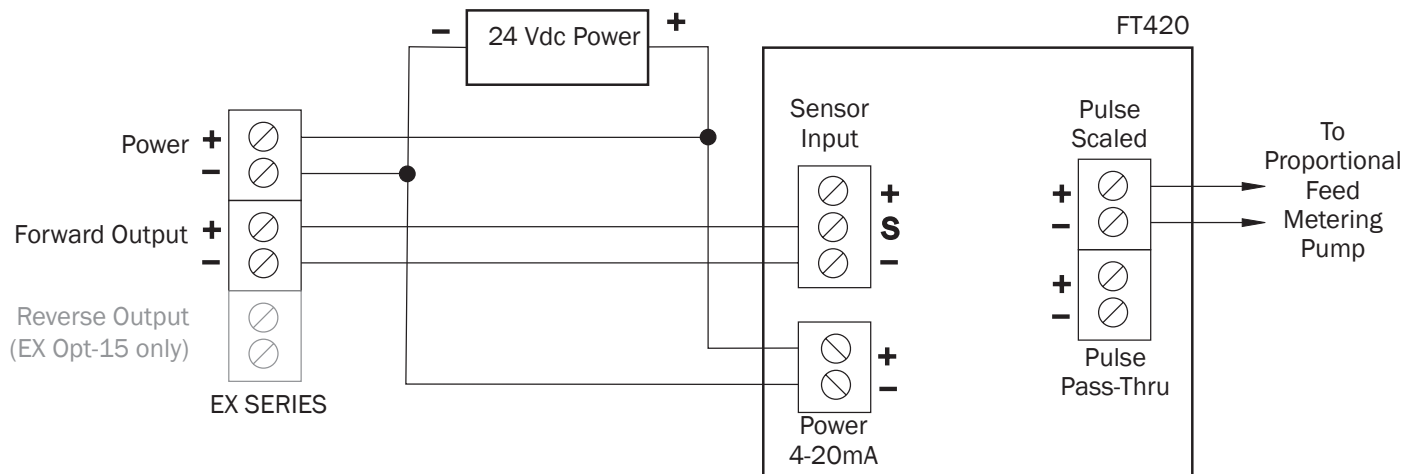 FT420
−
24 Vdc Power
+
Power
+
−
Forward Output
+
−
Reverse Output
(EX Opt-15 only)
EX SERIES
Sensor
Input
+
S
−
+
−
Power
4-20mA
Pulse
Scaled
+
−
+
−
Pulse
Pass-Thru
To
Proportional
Feed
Metering
Pump